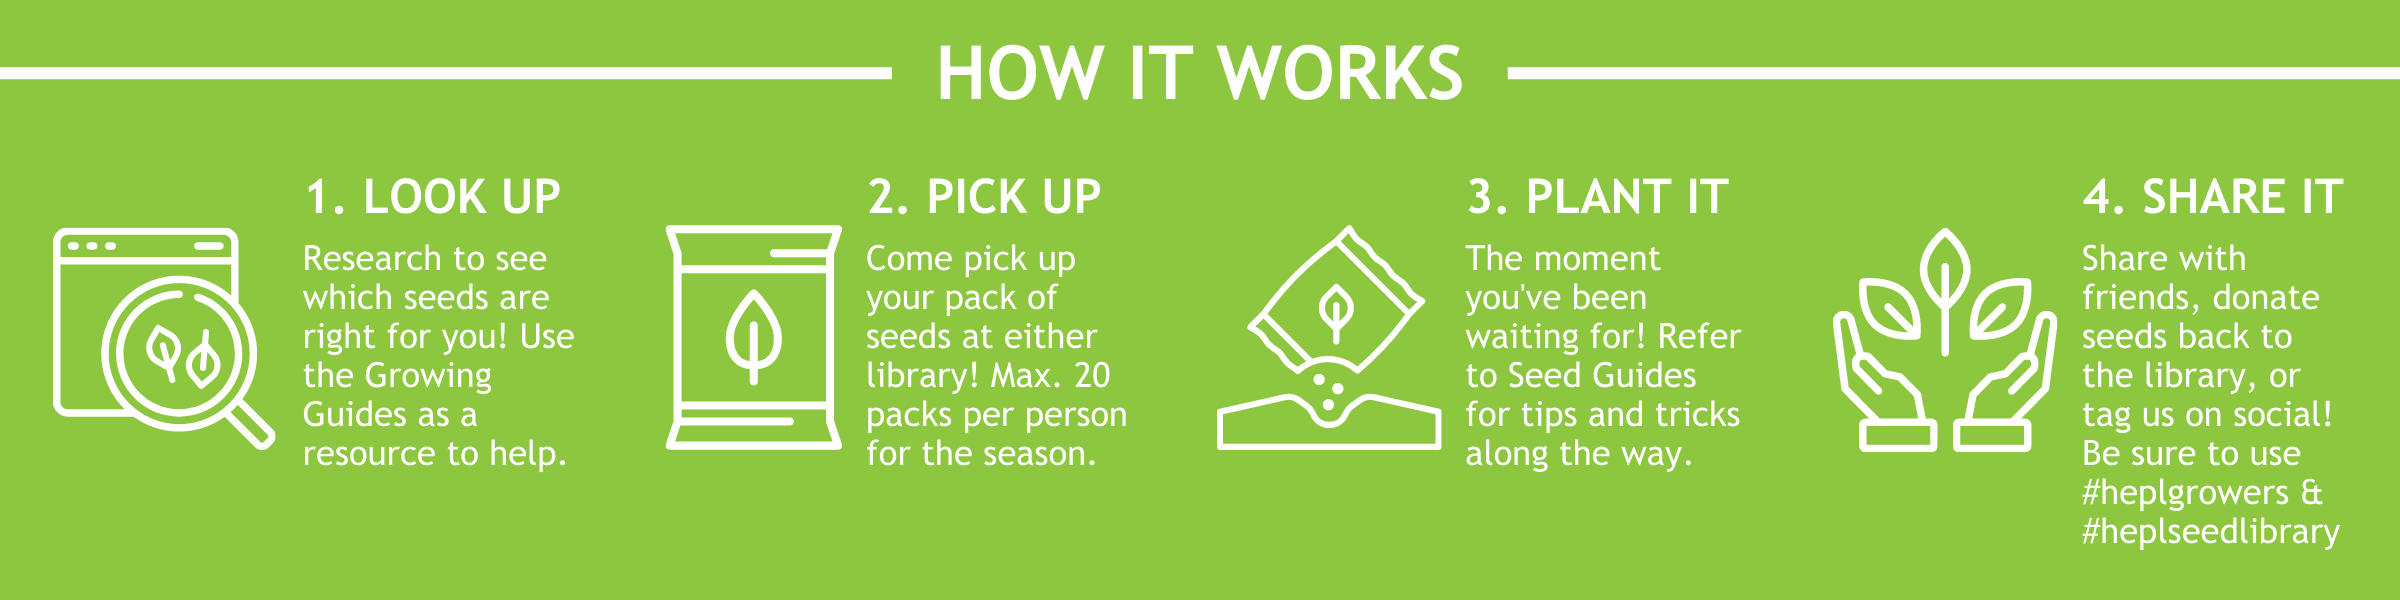 HOW IT WORKS
1. LOOK UP
Research to see
which seeds are
right for you! Use
the Growing
Guides as a
resource to help.
2. PICK UP
Come pick up
your pack of
seeds at either
library! Max. 20
packs per person
for the season.
3. PLANT IT
The moment
you've been
waiting for! Refer
to Seed Guides
for tips and tricks
along the way.
4. SHARE IT
Share with
friends, donate
seeds back to
the library, or
tag us on social!
Be sure to use
#heplgrowers &
#heplseedlibrary